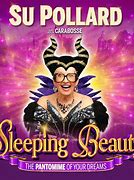 SU POLLARD
as CARABOSSE
Sleeping Beauty
THE PANTOMIME OF YOUR DREAMS